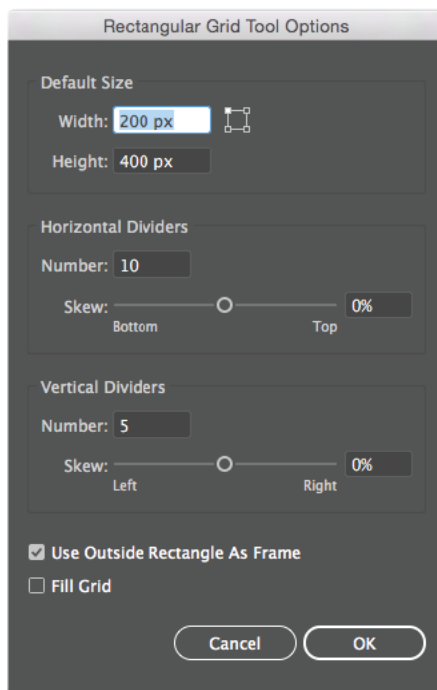 Rectangular Grid Tool Options
Default Size
Width: 200 px
Height: 400 px
Horizontal Dividers
Number: 10
Skew: 0%
Bottom Top
Vertical Dividers
Number: 5
Skew: 0%
Left Right
Use Outside Rectangle As Frame
Fill Grid
Cancel OK